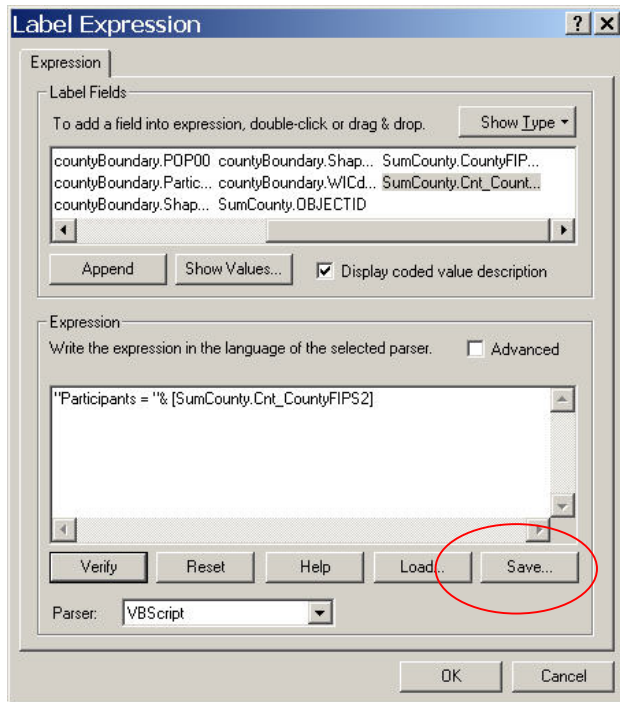 Label Expression
Expression
Label Fields
To add a field into expression, double-click or drag & drop. Show Type
countyBoundary.POP00 countyBoundary.Shap... SumCounty.CountyFIP...
countyBoundary.Partic... countyBoundary.WICd... SumCounty.Cnt_Count...
countyBoundary.Shap... SumCounty.OBJECTID
Append Show Values... Display coded value description
Expression
Write the expression in the language of the selected parser. Advanced
"Participants = "& [SumCounty.Cnt_CountyFIPS2]
Verify Reset Help Load... Save...
Parser: VBScript
OK Cancel